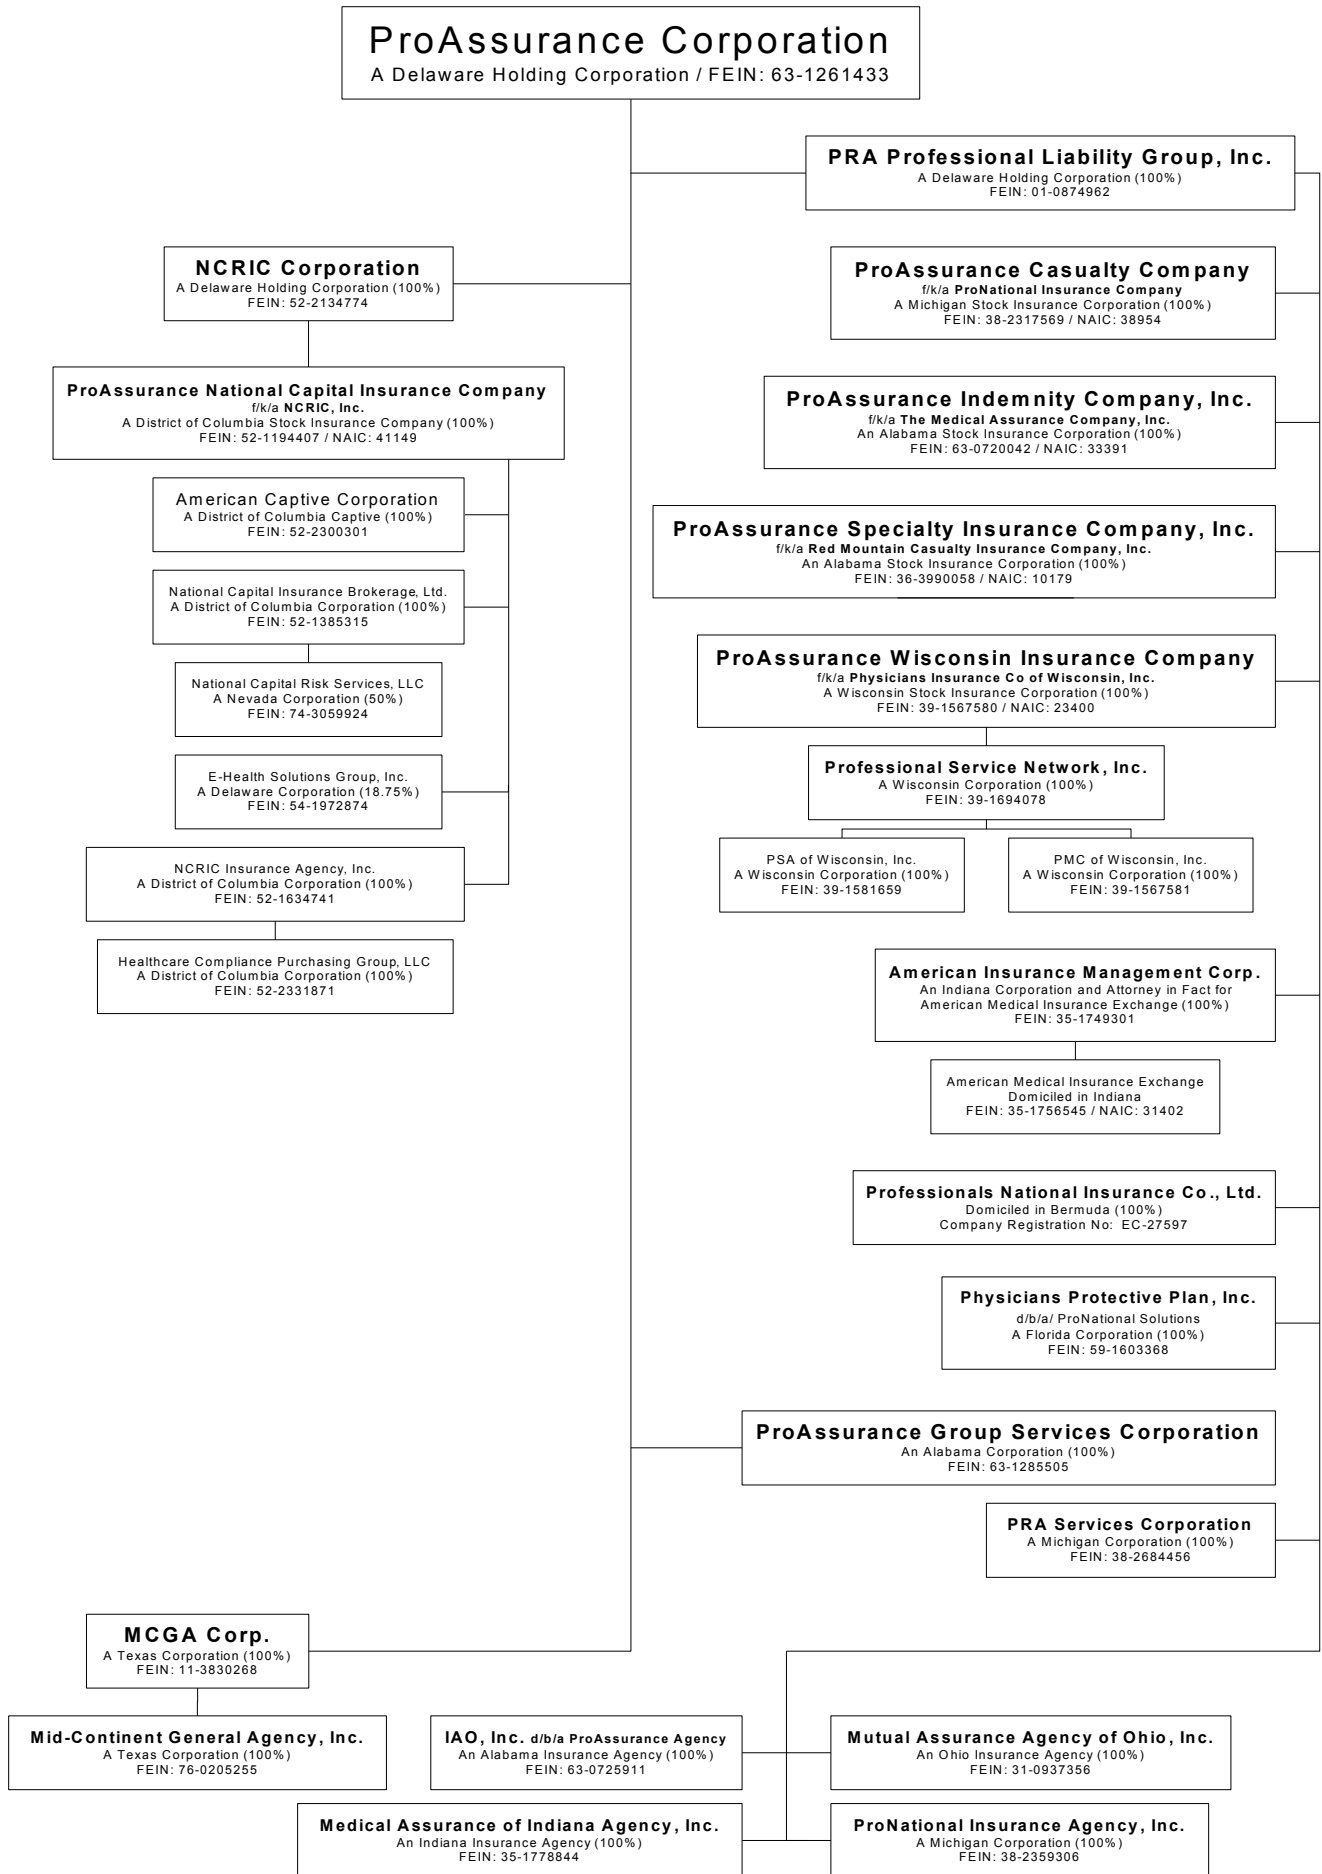 ProAssurance Corporation
A Delaware Holding Corporation / FEIN: 63-1261433
PRA Professional Liability Group, Inc.
A Delaware Holding Corporation (100%)
FEIN: 01-0874962
NCRIC Corporation
A Delaware Holding Corporation (100%)
FEIN: 52-2134774
ProAssurance Casualty Company
f/k/a ProNational Insurance Company
A Michigan Stock Insurance Corporation (100%)
FEIN: 38-2317569 / NAIC: 38954
ProAssurance National Capital Insurance Company
f/k/a NCRIC, Inc.
A District of Columbia Stock Insurance Company (100%)
FEIN: 52-1194407 / NAIC: 41149
ProAssurance Indemnity Company, Inc.
f/k/a The Medical Assurance Company, Inc.
An Alabama Stock Insurance Corporation (100%)
FEIN: 63-0720042 / NAIC: 33391
American Captive Corporation
A District of Columbia Captive (100%)
FEIN: 52-2300301
ProAssurance Specialty Insurance Company, Inc.
f/k/a Red Mountain Casualty Insurance Company, Inc.
An Alabama Stock Insurance Corporation (100%)
FEIN: 36-3990058 / NAIC: 10179
National Capital Insurance Brokerage, Ltd.
A District of Columbia Corporation (100%)
FEIN: 52-1385315
ProAssurance Wisconsin Insurance Company
f/k/a Physicians Insurance Co of Wisconsin, Inc.
A Wisconsin Stock Insurance Corporation (100%)
FEIN: 39-1567580 / NAIC: 23400
National Capital Risk Services, LLC
A Nevada Corporation (50%)
FEIN: 74-3059924
Professional Service Network, Inc.
A Wisconsin Corporation (100%)
FEIN: 39-1694078
E-Health Solutions Group, Inc.
A Delaware Corporation (18.75%)
FEIN: 54-1972874
PSA of Wisconsin, Inc.
A Wisconsin Corporation (100%)
FEIN: 39-1581659
PMC of Wisconsin, Inc.
A Wisconsin Corporation (100%)
FEIN: 39-1567581
NCRIC Insurance Agency, Inc.
A District of Columbia Corporation (100%)
FEIN: 52-1634741
Healthcare Compliance Purchasing Group, LLC
A District of Columbia Corporation (100%)
FEIN: 52-2331871
American Insurance Management Corp.
An Indiana Corporation and Attorney in Fact for
American Medical Insurance Exchange (100%)
FEIN: 35-1749301
American Medical Insurance Exchange
Domiciled in Indiana
FEIN: 35-1756545 / NAIC: 31402
Professionals National Insurance Co., Ltd.
Domiciled in Bermuda (100%)
Company Registration No: EC-27597
Physicians Protective Plan, Inc.
d/b/a/ ProNational Solutions
A Florida Corporation (100%)
FEIN: 59-1603368
ProAssurance Group Services Corporation
An Alabama Corporation (100%)
FEIN: 63-1285505
PRA Services Corporation
A Michigan Corporation (100%)
FEIN: 38-2684456
MCGA Corp.
A Texas Corporation (100%)
FEIN: 11-3830268
Mid-Continent General Agency, Inc.
A Texas Corporation (100%)
FEIN: 76-0205255
IAO, Inc. d/b/a ProAssurance Agency
An Alabama Insurance Agency (100%)
FEIN: 63-0725911
Mutual Assurance Agency of Ohio, Inc.
An Ohio Insurance Agency (100%)
FEIN: 31-0937356
Medical Assurance of Indiana Agency, Inc.
An Indiana Insurance Agency (100%)
FEIN: 35-1778844
ProNational Insurance Agency, Inc.
A Michigan Corporation (100%)
FEIN: 38-2359306